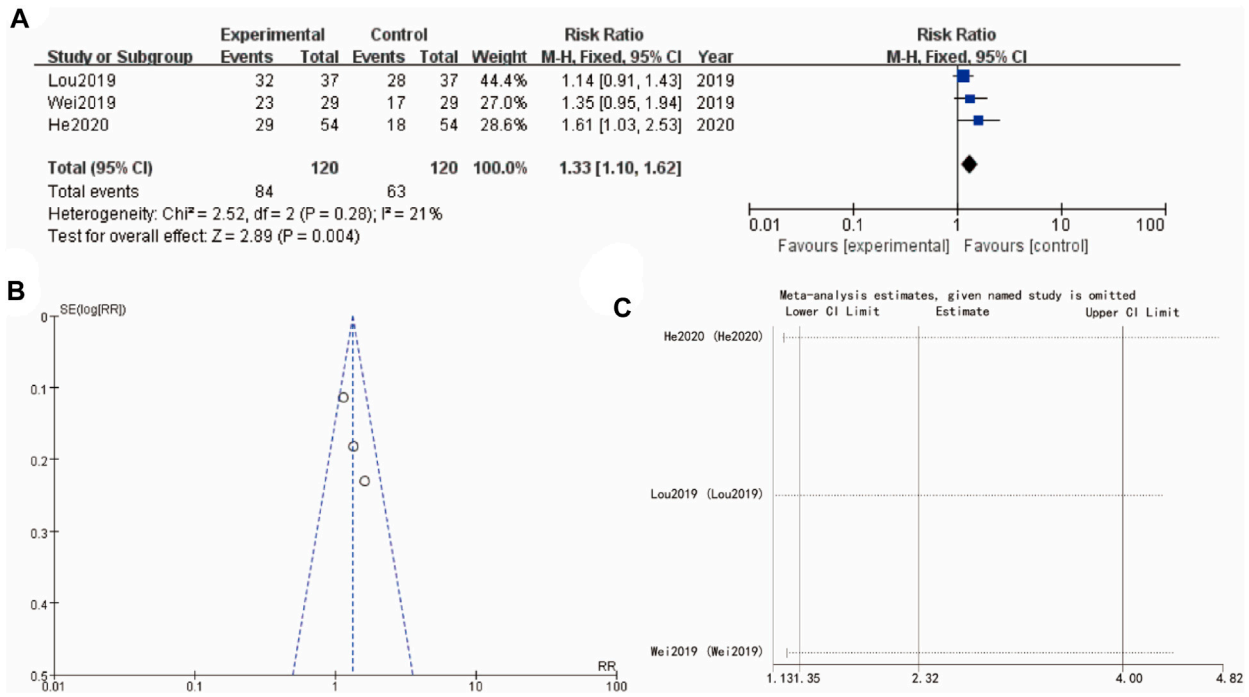 A
Experimental Control Risk Ratio Risk Ratio
Study or Subgroup Events Total Events Total Weight M-H, Fixed, 95% CI Year M-H, Fixed, 95% CI
Lou2019 32 37 28 37 44.4% 1.14 [0.91, 1.43] 2019
Wei2019 23 29 17 29 27.0% 1.35 [0.95, 1.94] 2019
He2020 29 54 18 54 28.6% 1.61 [1.03, 2.53] 2020
Total (95% CI) 120 120 100.0% 1.33 [1.10, 1.62]
Total events 84 63
Heterogeneity: Chi² = 2.52, df = 2 (P = 0.28); I² = 21%
Test for overall effect: Z = 2.89 (P = 0.004)
0.01 0.1 1 10 100
Favours [experimental] Favours [control]
B
SE(log[RR])
0
0.1
0.2
0.3
0.4
0.5
RR
0.01 0.1 1 10 100
C
Meta-analysis estimates, given named study is omitted
Lower CI Limit Estimate Upper CI Limit
He2020 (He2020)
Lou2019 (Lou2019)
Wei2019 (Wei2019)
1.131.35 2.32 4.00 4.82